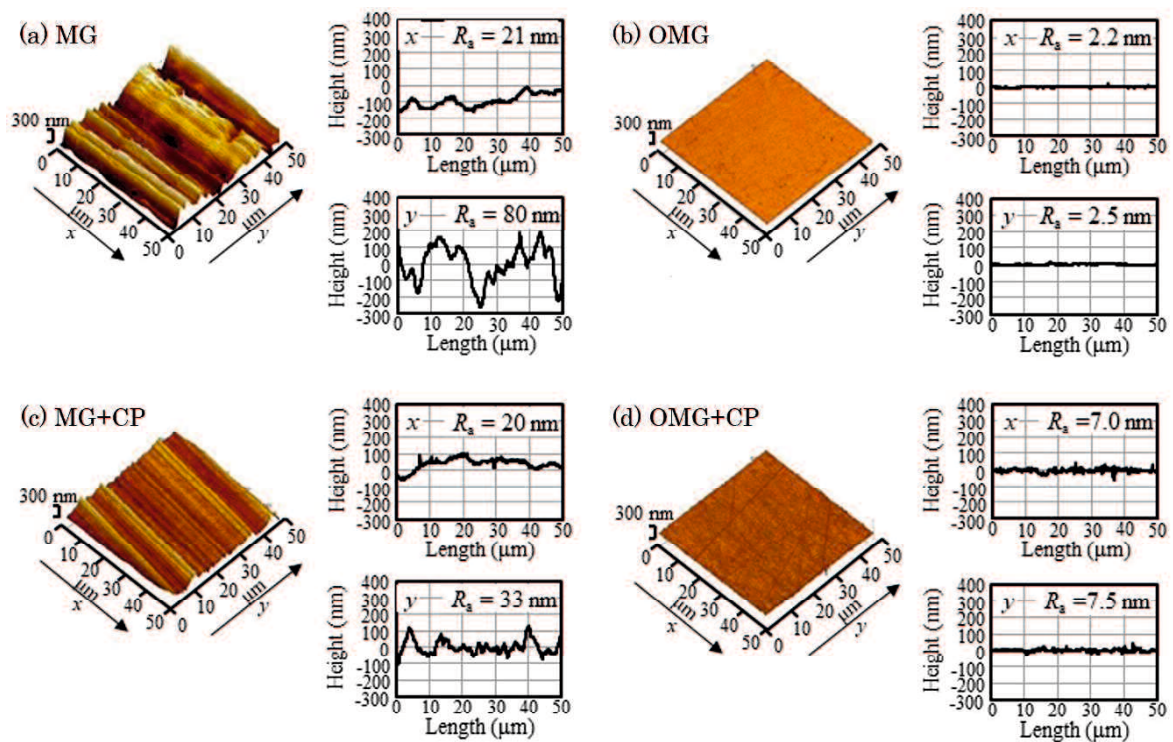 (a) MG
300 nm
0
10
20
30
40
50
μm
x
0
10
20
30
40
50
μm
y
400
300
200
100
0
-100
-200
-300
Height (nm)
x — Ra = 21 nm
0 10 20 30 40 50
Length (μm)
400
300
200
100
0
-100
-200
-300
Height (nm)
y — Ra = 80 nm
0 10 20 30 40 50
Length (μm)
(b) OMG
300 nm
0
10
20
30
40
50
μm
x
0
10
20
30
40
50
μm
y
400
300
200
100
0
-100
-200
-300
Height (nm)
x — Ra = 2.2 nm
0 10 20 30 40 50
Length (μm)
400
300
200
100
0
-100
-200
-300
Height (nm)
y — Ra = 2.5 nm
0 10 20 30 40 50
Length (μm)
(c) MG+CP
300 nm
0
10
20
30
40
50
μm
x
0
10
20
30
40
50
μm
y
400
300
200
100
0
-100
-200
-300
Height (nm)
x — Ra = 20 nm
0 10 20 30 40 50
Length (μm)
400
300
200
100
0
-100
-200
-300
Height (nm)
y — Ra = 33 nm
0 10 20 30 40 50
Length (μm)
(d) OMG+CP
300 nm
0
10
20
30
40
50
μm
x
0
10
20
30
40
50
μm
y
400
300
200
100
0
-100
-200
-300
Height (nm)
x — Ra =7.0 nm
0 10 20 30 40 50
Length (μm)
400
300
200
100
0
-100
-200
-300
Height (nm)
y — Ra =7.5 nm
0 10 20 30 40 50
Length (μm)